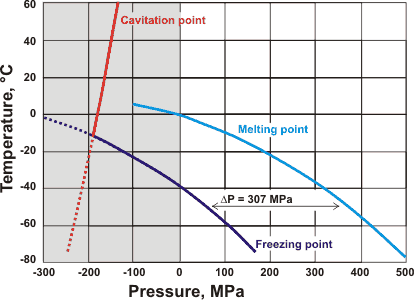 60
Cavitation point
40
20
0
Melting point
-20
-40
ΔP = 307 MPa
-60
Freezing point
-80
-300 -200 -100 0 100 200 300 400 500
Temperature, °C
Pressure, MPa